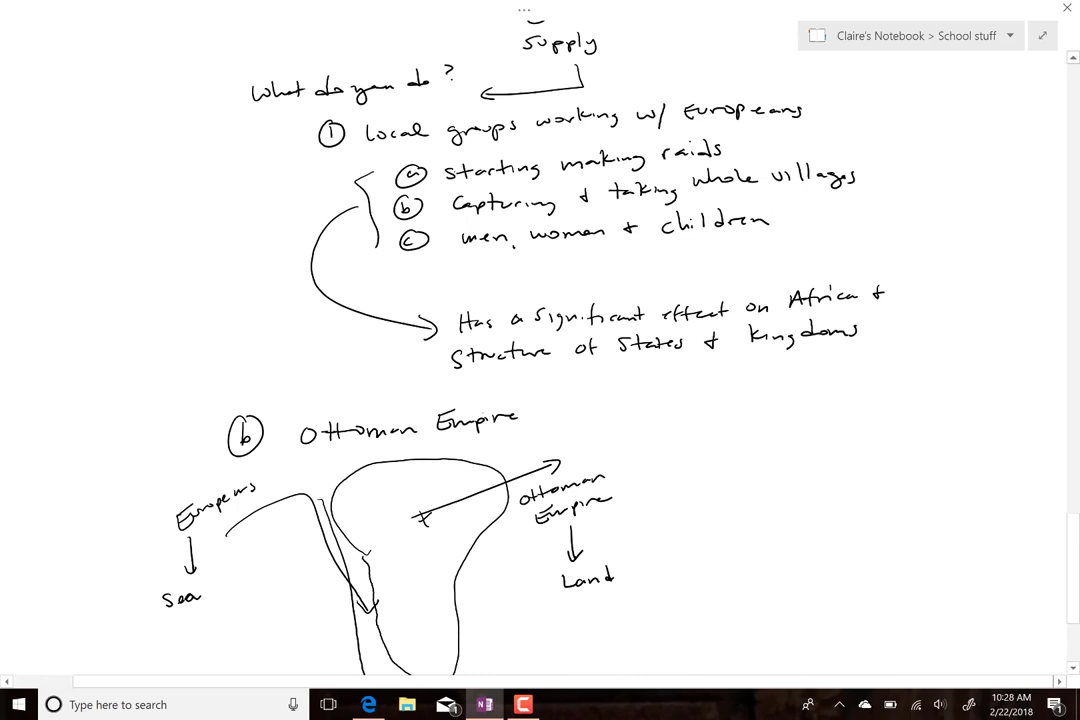 Claire's Notebook > School stuff
Supply
What do you do ?
① Local groups working w/ Europeans
ⓐ starting making raids
ⓑ capturing & taking whole villages
ⓒ men, woman & children
Has a significant effect on Africa &
Structure of States & Kingdoms
ⓑ Ottoman Empire
Europeans
Sea
Ottoman
Empire
Land
Type here to search
10:28 AM
2/22/2018